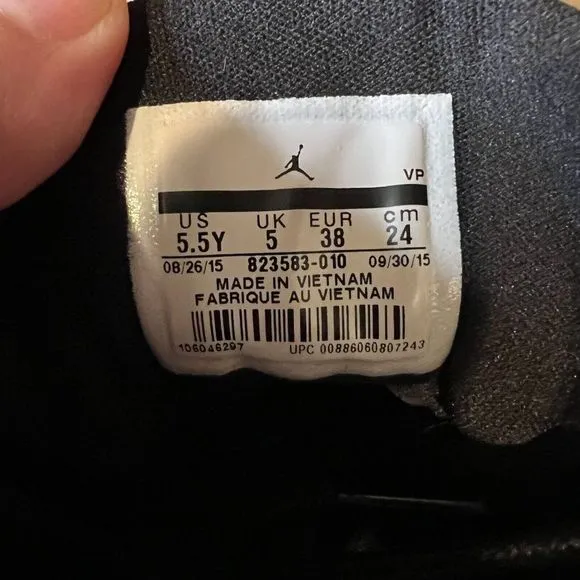 VP
US UK EUR cm
5.5Y 5 38 24
08/26/15 823583-010 09/30/15
MADE IN VIETNAM
FABRIQUE AU VIETNAM
106046297 UPC 00886060807243